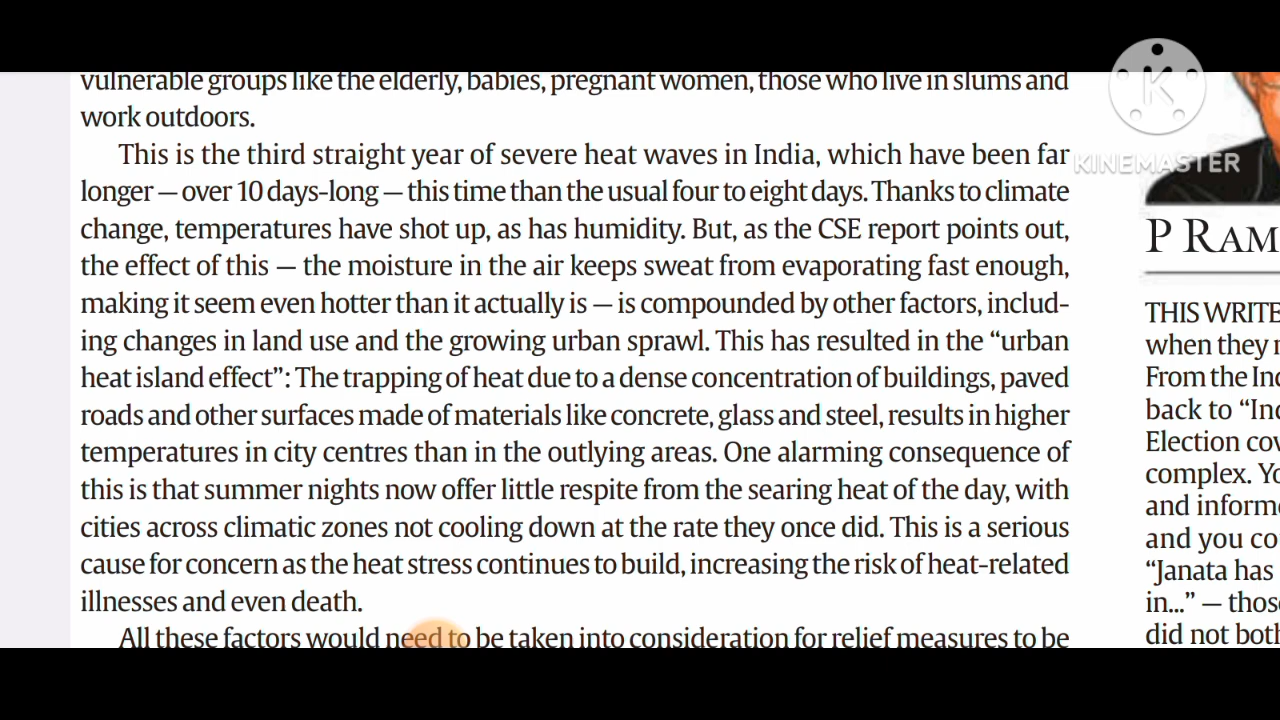 vulnerable groups like the elderly, babies, pregnant women, those who live in slums and
work outdoors.
This is the third straight year of severe heat waves in India, which have been far
longer — over 10 days-long — this time than the usual four to eight days. Thanks to climate
change, temperatures have shot up, as has humidity. But, as the CSE report points out,
the effect of this — the moisture in the air keeps sweat from evaporating fast enough,
making it seem even hotter than it actually is — is compounded by other factors, includ-
ing changes in land use and the growing urban sprawl. This has resulted in the “urban
heat island effect”: The trapping of heat due to a dense concentration of buildings, paved
roads and other surfaces made of materials like concrete, glass and steel, results in higher
temperatures in city centres than in the outlying areas. One alarming consequence of
this is that summer nights now offer little respite from the searing heat of the day, with
cities across climatic zones not cooling down at the rate they once did. This is a serious
cause for concern as the heat stress continues to build, increasing the risk of heat-related
illnesses and even death.
All these factors would need to be taken into consideration for relief measures to be
K
KINEMASTER
P RAM
THIS WRITE
when they
From the Ind
back to “Ind
Election cov
complex. Yo
and inform
and you co
“Janata has
in...” — those
did not both